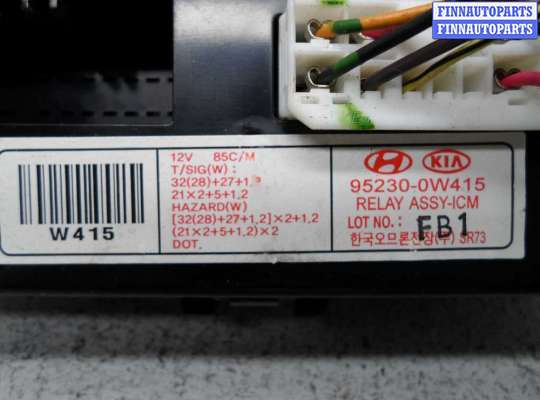 FINNAUTOPARTS
FINNAUTOPARTS
W415
12V 85C/M
T/SIG(W) :
32(28)+27+1.2
21×2+5+1.2
HAZARD(W)
[32(28)+27+1.2]×2+1.2
(21×2+5+1.2)×2
DOT.
HYUNDAI KIA
95230-0W415
RELAY ASSY-ICM
LOT NO.: FB1
한국오므론전장(주) SR73